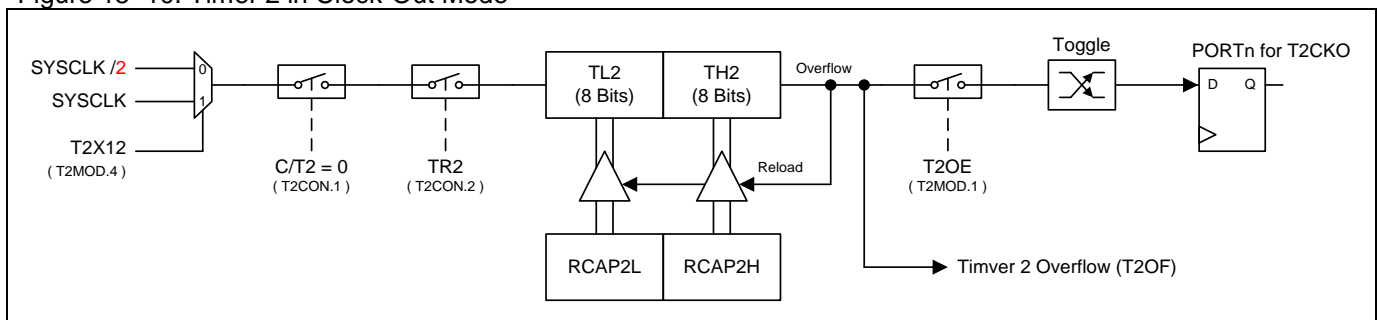 Figure 15–10. Timer 2 in Clock-Out Mode
SYSCLK /2
0
SYSCLK
1
T2X12
( T2MOD.4 )
C/T2 = 0
( T2CON.1 )
TR2
( T2CON.2 )
TL2
(8 Bits)
TH2
(8 Bits)
Overflow
Reload
RCAP2L
RCAP2H
T2OE
( T2MOD.1 )
Toggle
PORTn for T2CKO
D Q
Timver 2 Overflow (T2OF)